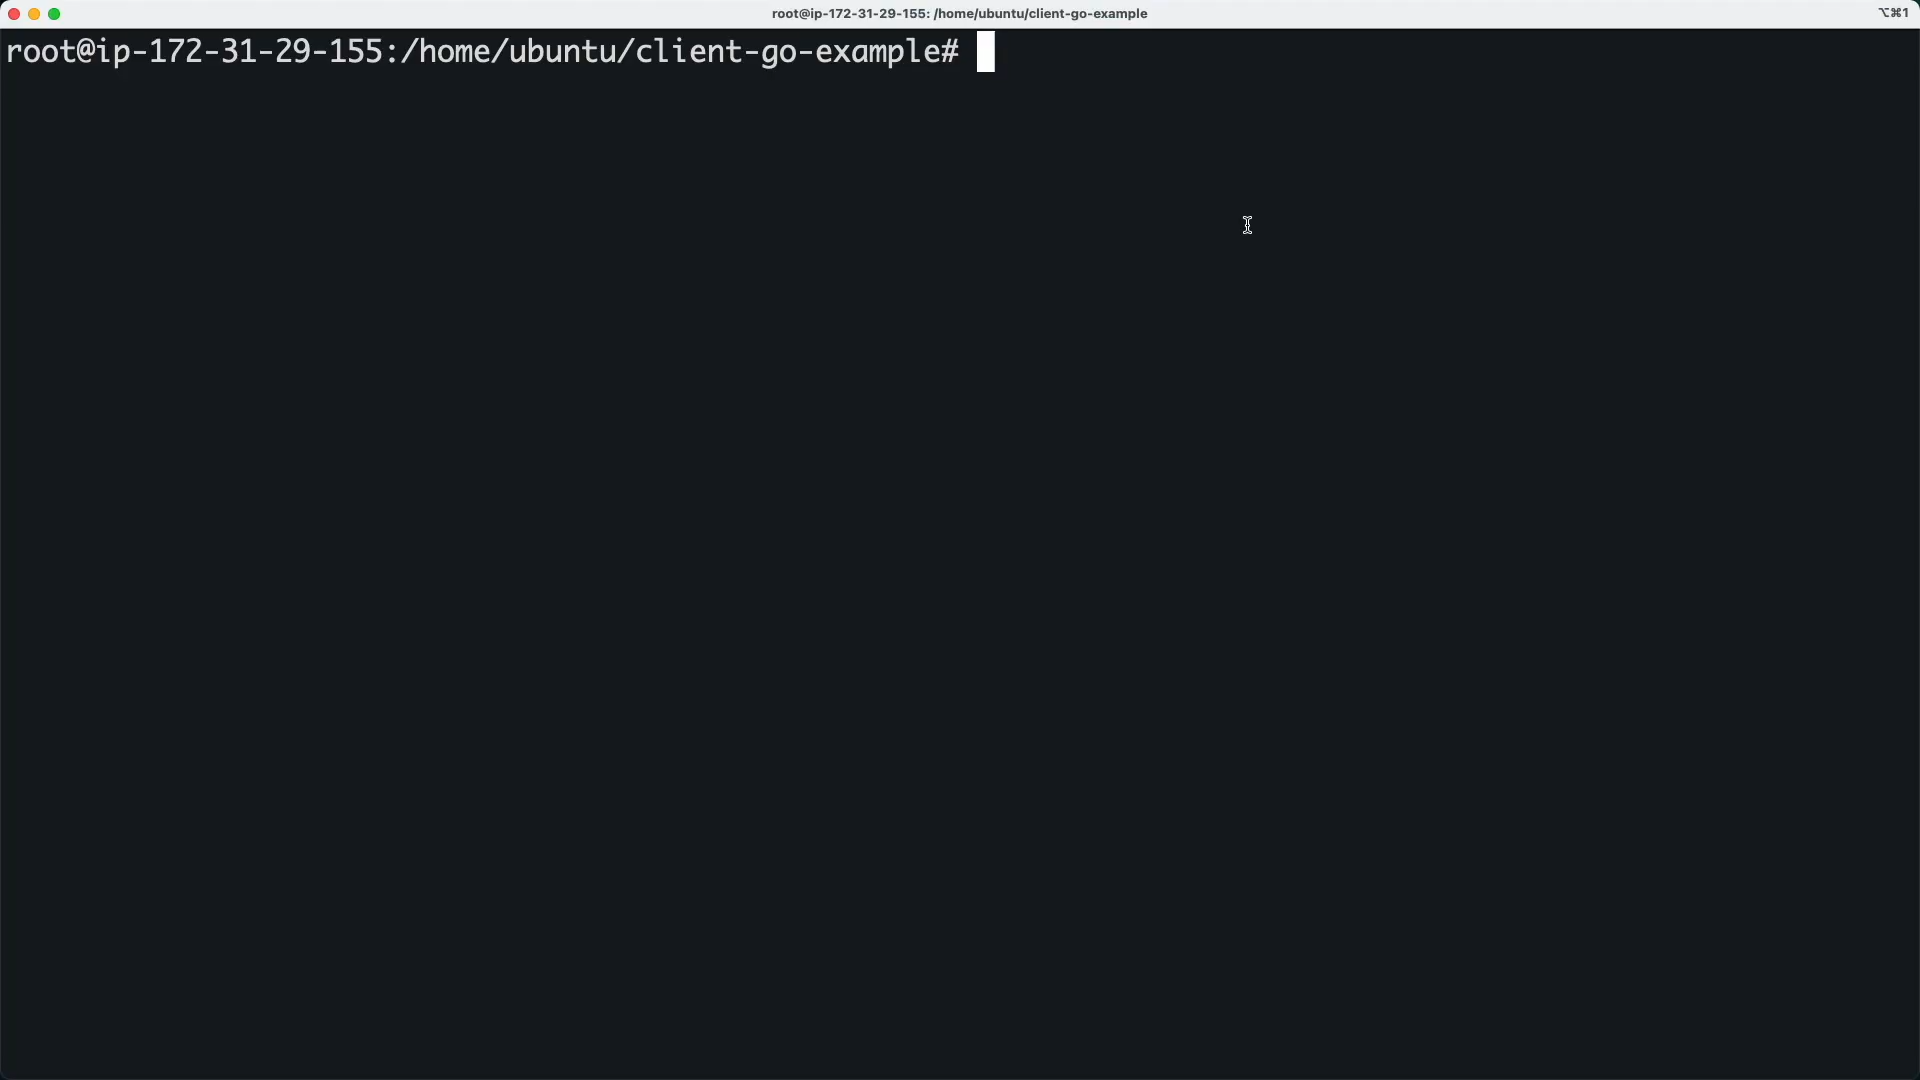 root@ip-172-31-29-155: /home/ubuntu/client-go-example
⌥⌘1
root@ip-172-31-29-155:/home/ubuntu/client-go-example#